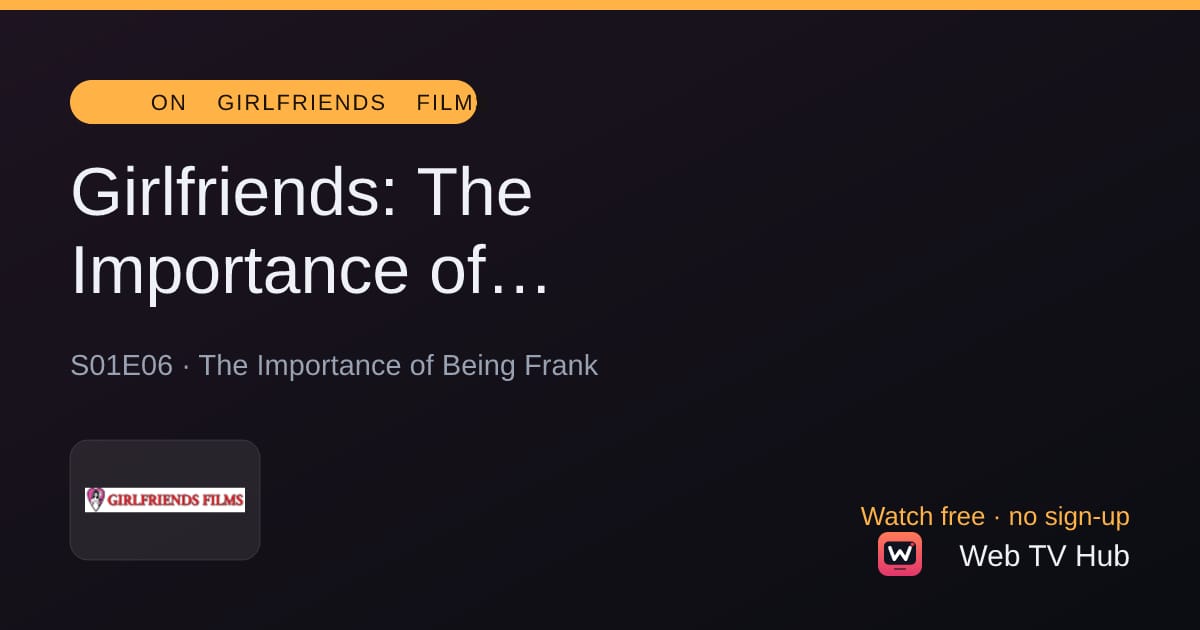 ON GIRLFRIENDS FILM
Girlfriends: The
Importance of...
S01E06 · The Importance of Being Frank
GIRLFRIENDS FILMS
Watch free · no sign-up
W
Web TV Hub